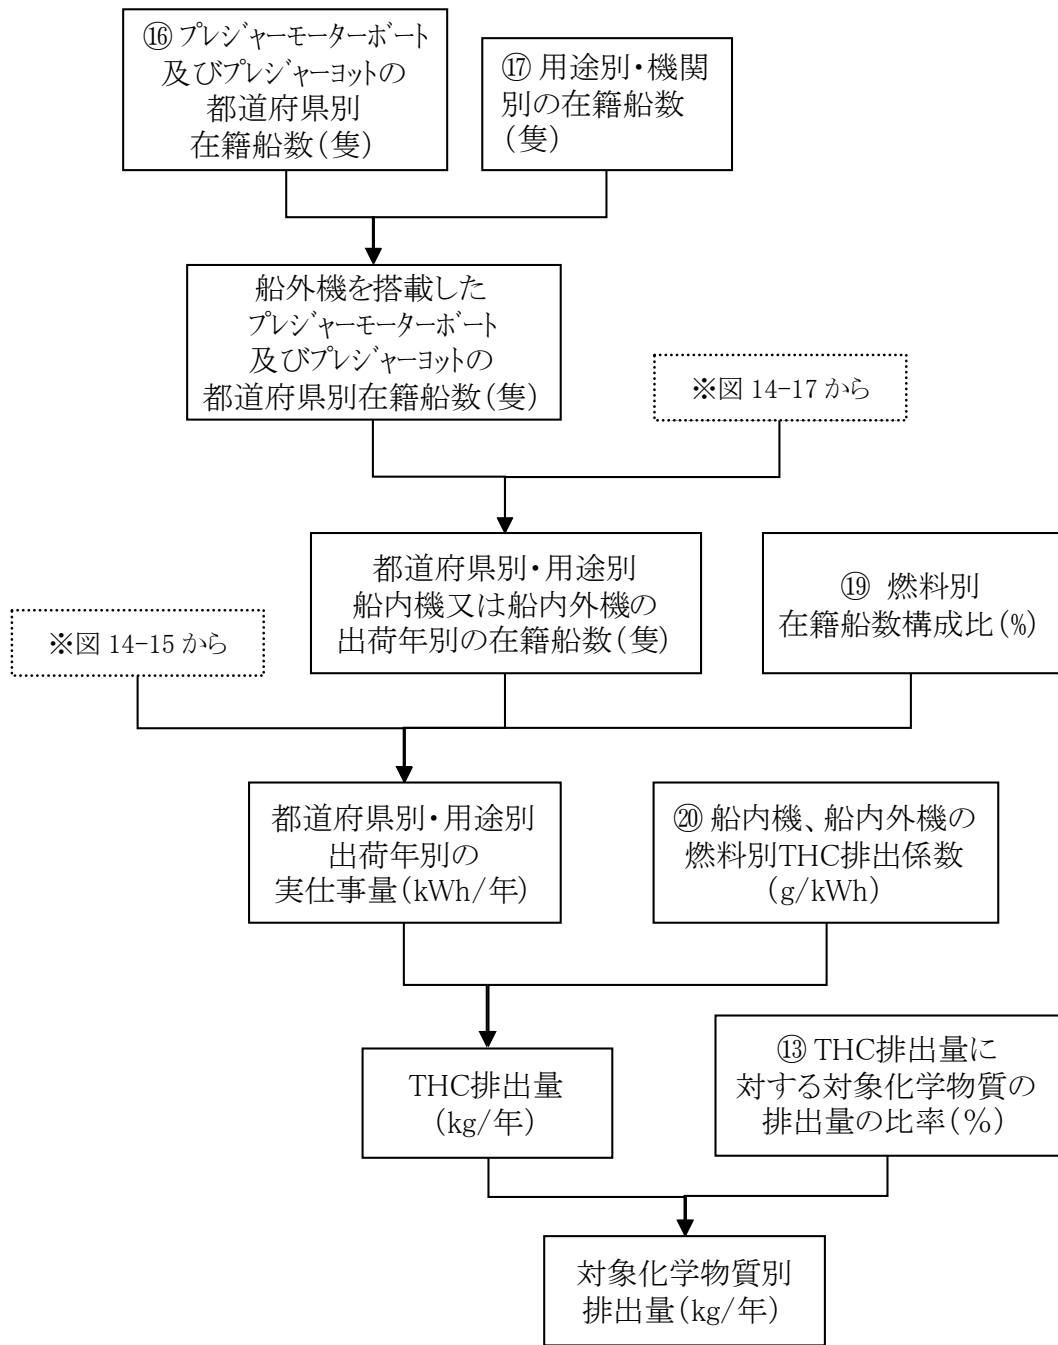 ⑯ プレジャーモーターボート
及びプレジャーヨットの
都道府県別
在籍船数(隻)
⑰ 用途別・機関
別の在籍船数
(隻)
船外機を搭載した
プレジャーモーターボート
及びプレジャーヨットの
都道府県別在籍船数(隻)
※図 14-17 から
都道府県別・用途別
船内機又は船内外機の
出荷年別の在籍船数(隻)
⑲ 燃料別
在籍船数構成比(%)
※図 14-15 から
都道府県別・用途別
出荷年別の
実仕事量(kWh/年)
⑳ 船内機、船内外機の
燃料別THC排出係数
(g/kWh)
THC排出量
(kg/年)
⑬ THC排出量に
対する対象化学物質の
排出量の比率(%)
対象化学物質別
排出量(kg/年)